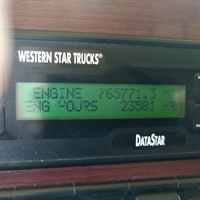 WESTERN STAR TRUCKS®
ENGINE 765771.3
ENG HOURS 23581
DATASTAR